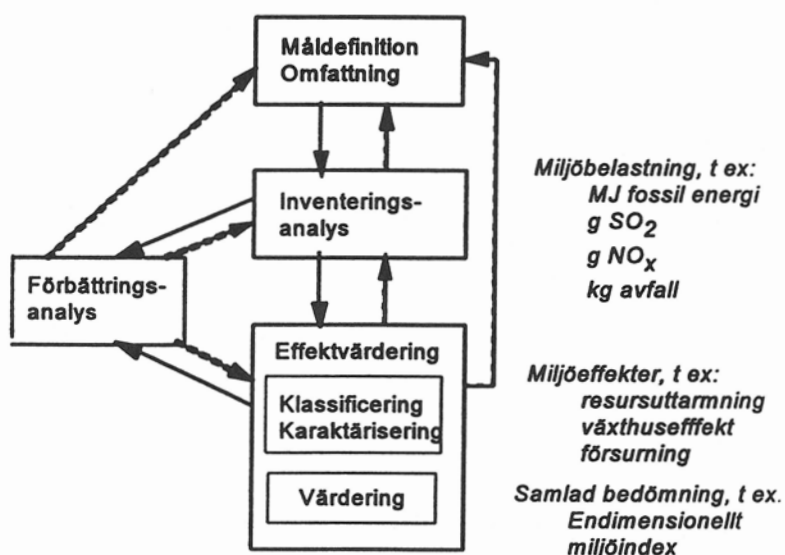 Måldefinition
Omfattning
Inventerings-
analys
Förbättrings-
analys
Effektvärdering
Klassificering
Karaktärisering
Värdering
Miljöbelastning, t ex:
MJ fossil energi
g SO2
g NOx
kg avfall
Miljöeffekter, t ex:
resursuttarmning
växthusefffekt
försurning
Samlad bedömning, t ex.
Endimensionellt
miljöindex